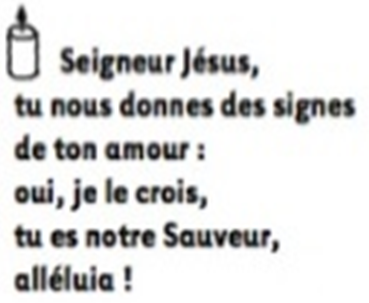 Seigneur Jésus,
tu nous donnes des signes
de ton amour :
oui, je le crois,
tu es notre Sauveur,
alléluia !